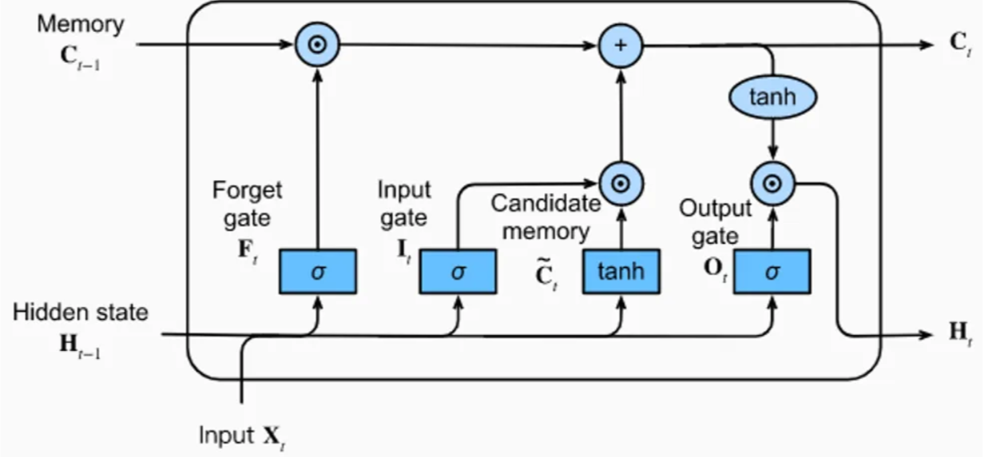 Memory
C_{t-1}
⊙
+
C_t
tanh
Forget
gate
F_t
Input
gate
I_t
Candidate
memory
C̃_t
⊙
Output
gate
O_t
⊙
σ
σ
tanh
σ
Hidden state
H_{t-1}
H_t
Input X_t